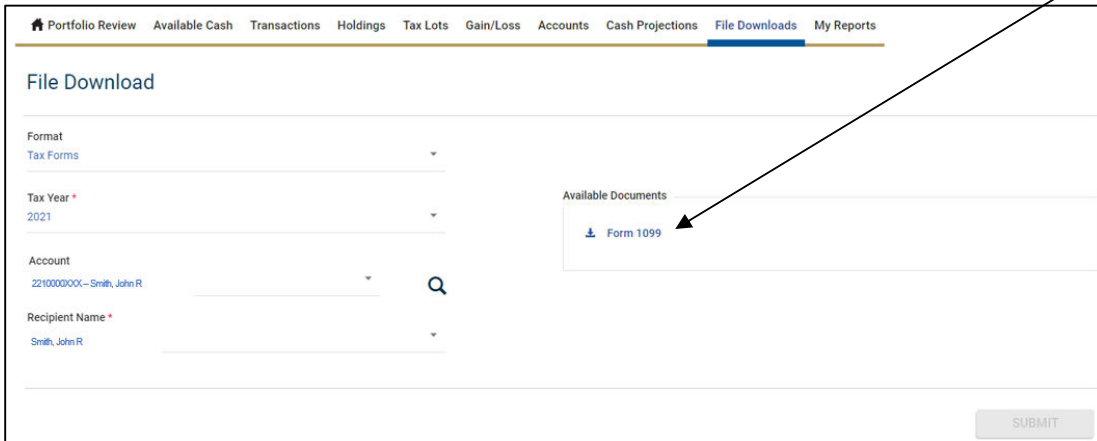 Portfolio Review Available Cash Transactions Holdings Tax Lots Gain/Loss Accounts Cash Projections File Downloads My Reports
File Download
Format
Tax Forms
Tax Year *
2021
Available Documents
Form 1099
Account
2210000XXX – Smith, John R
Recipient Name *
Smith, John R
SUBMIT